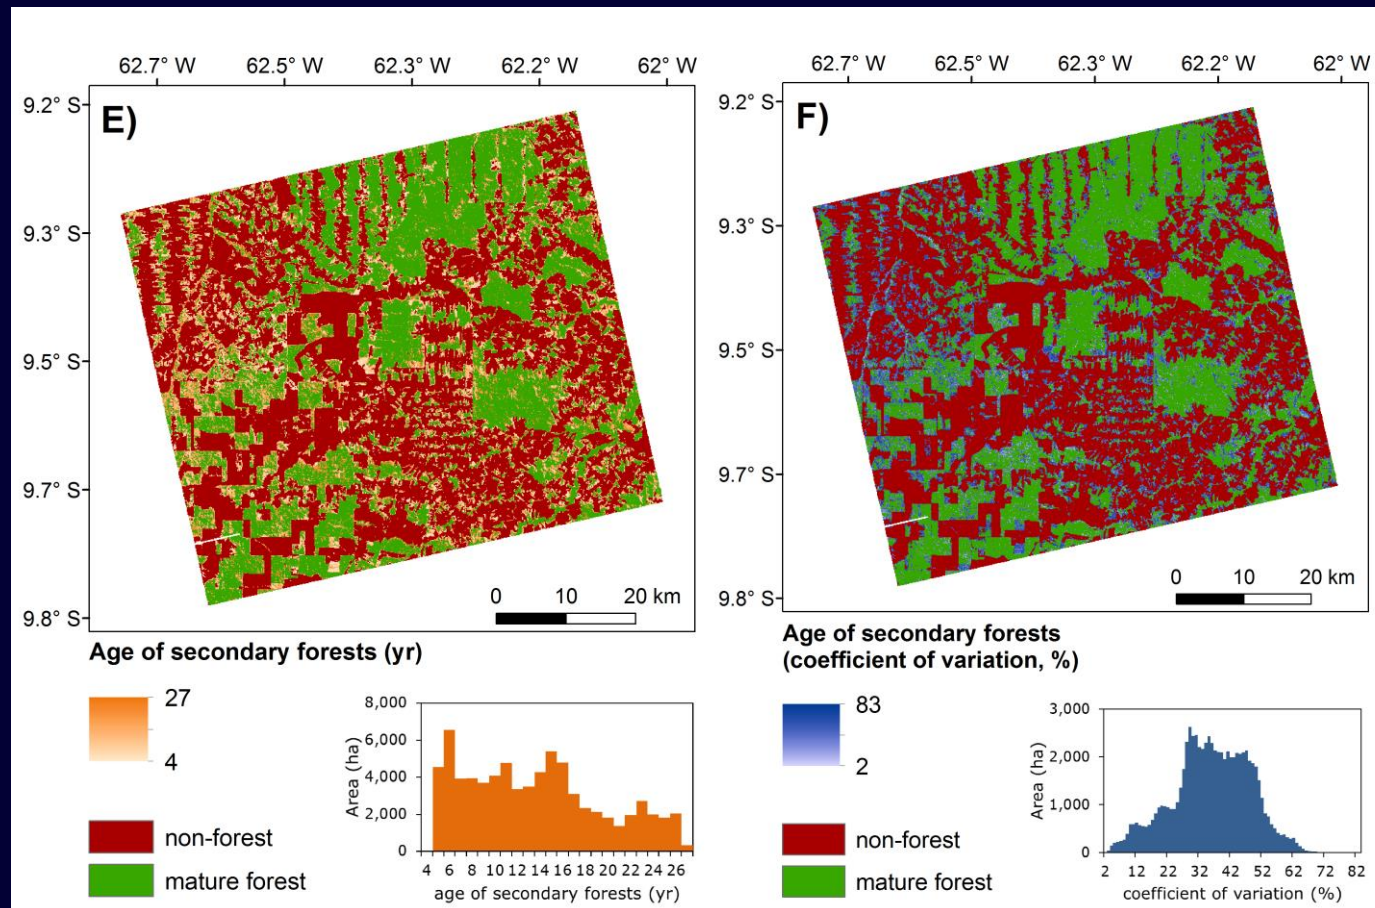 62.7° W 62.5° W 62.3° W 62.2° W 62° W
9.2° S
E)
9.3° S
9.5° S
9.7° S
9.8° S
0 10 20 km
Age of secondary forests (yr)
27
4
non-forest
mature forest
8,000
6,000
4,000
2,000
0
Area (ha)
4 6 8 10 12 14 16 18 20 22 24 26
age of secondary forests (yr)
62.7° W 62.5° W 62.3° W 62.2° W 62° W
9.2° S
F)
9.3° S
9.5° S
9.7° S
9.8° S
0 10 20 km
Age of secondary forests
(coefficient of variation, %)
83
2
non-forest
mature forest
3,000
2,000
1,000
0
Area (ha)
2 12 22 32 42 52 62 72 82
coefficient of variation (%)